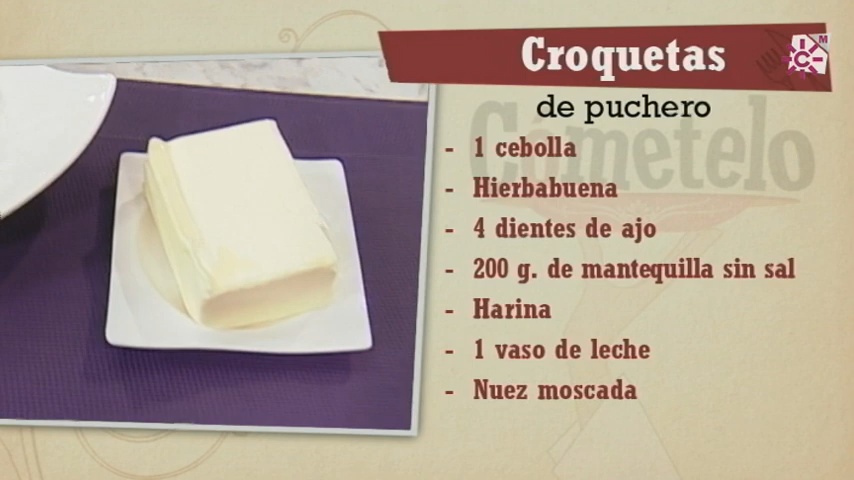 Croquetas
M
C
de puchero
Cómetelo
- 1 cebolla
- Hierbabuena
- 4 dientes de ajo
- 200 g. de mantequilla sin sal
- Harina
- 1 vaso de leche
- Nuez moscada